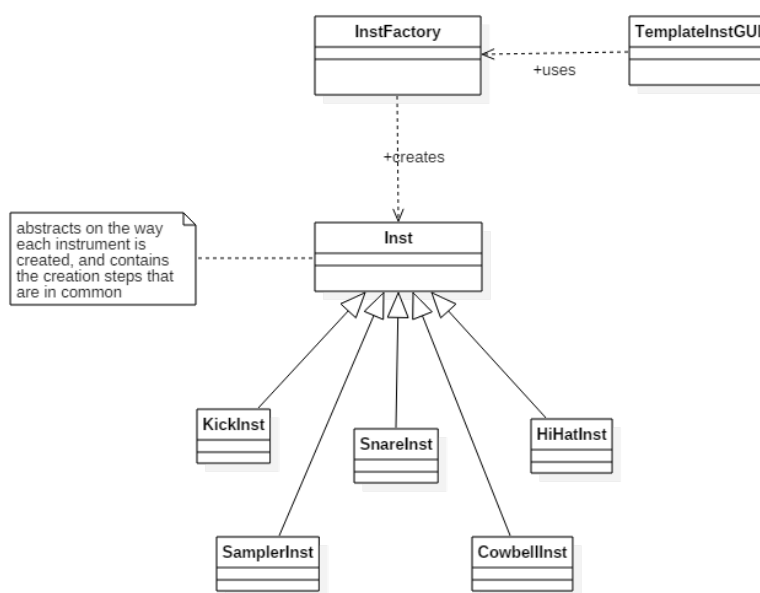 InstFactory
TemplateInstGUI
+uses
+creates
abstracts on the way
each instrument is
created, and contains
the creation steps that
are in common
Inst
KickInst
SnareInst
HiHatInst
SamplerInst
CowbellInst